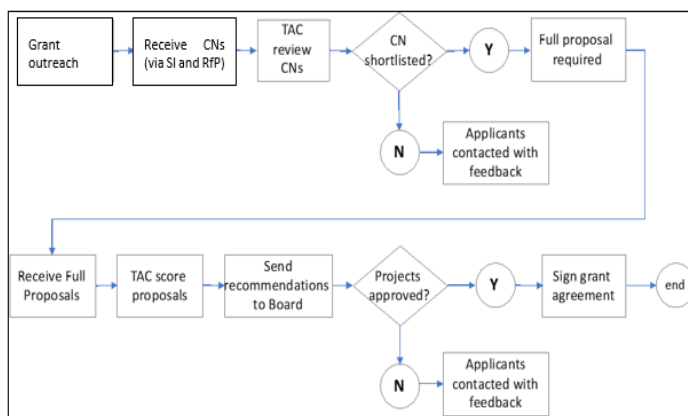 Grant
outreach
Receive CNs
(via SI and RfP)
TAC
review
CNs
CN
shortlisted?
Y
Full proposal
required
N
Applicants
contacted with
feedback
Receive Full
Proposals
TAC score
proposals
Send
recommendations
to Board
Projects
approved?
Y
Sign grant
agreement
end
N
Applicants
contacted with
feedback